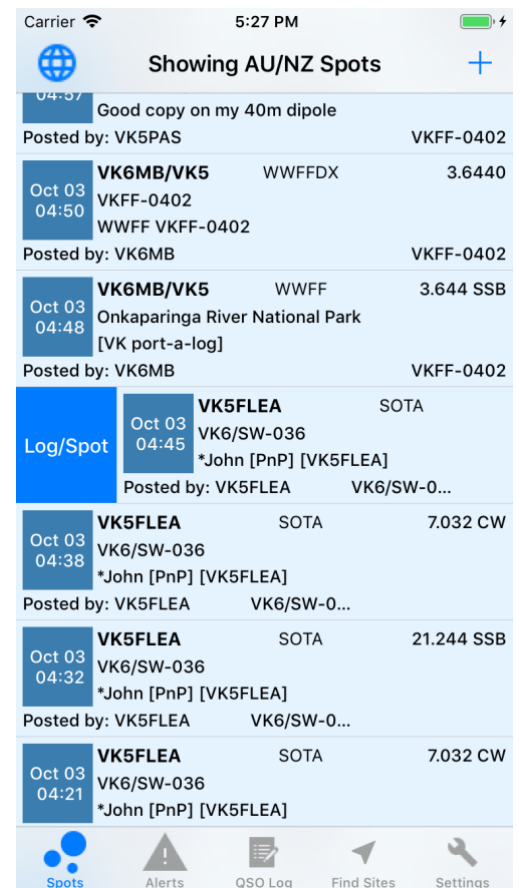 Carrier 5:27 PM
Showing AU/NZ Spots +
04:57
Good copy on my 40m dipole
Posted by: VK5PAS VKFF-0402
VK6MB/VK5 WWFFDX 3.6440
Oct 03
04:50
VKFF-0402
WWFF VKFF-0402
Posted by: VK6MB VKFF-0402
VK6MB/VK5 WWFF 3.644 SSB
Oct 03
04:48
Onkaparinga River National Park
[VK port-a-log]
Posted by: VK6MB VKFF-0402
Log/Spot
VK5FLEA SOTA
Oct 03
04:45
VK6/SW-036
*John [PnP] [VK5FLEA]
Posted by: VK5FLEA VK6/SW-0...
VK5FLEA SOTA 7.032 CW
Oct 03
04:38
VK6/SW-036
*John [PnP] [VK5FLEA]
Posted by: VK5FLEA VK6/SW-0...
VK5FLEA SOTA 21.244 SSB
Oct 03
04:32
VK6/SW-036
*John [PnP] [VK5FLEA]
Posted by: VK5FLEA VK6/SW-0...
VK5FLEA SOTA 7.032 CW
Oct 03
04:21
VK6/SW-036
*John [PnP] [VK5FLEA]
Spots Alerts QSO Log Find Sites Settings